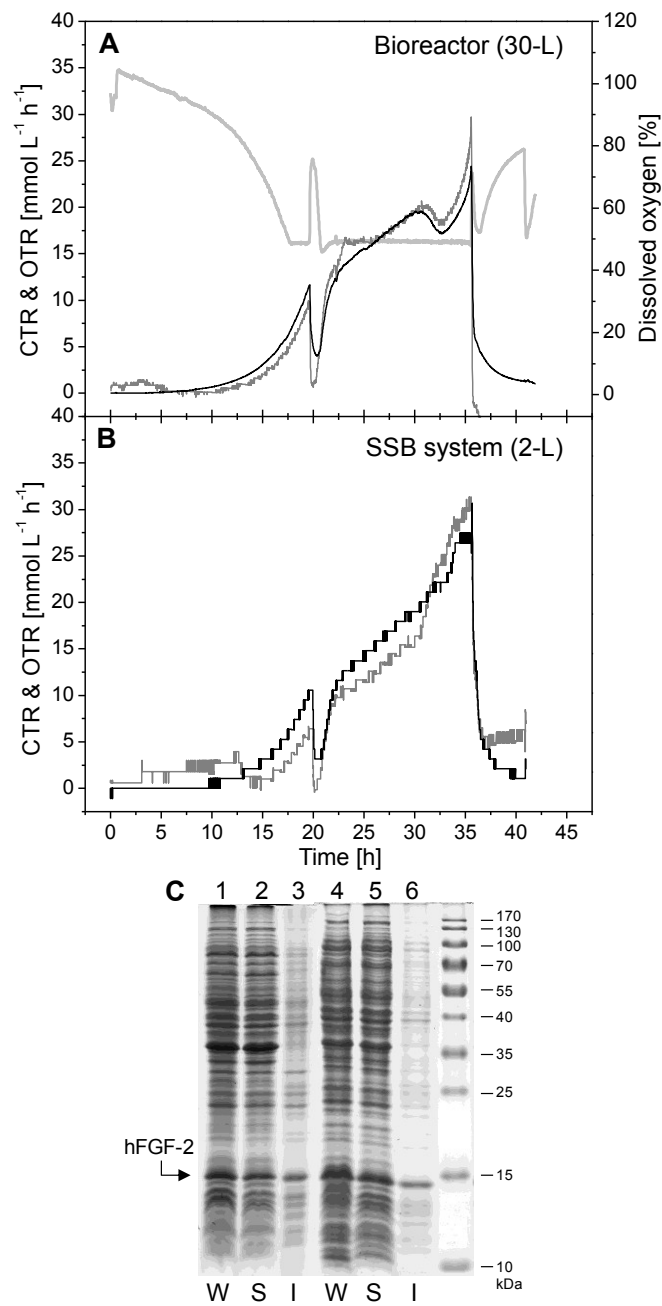 A
Bioreactor (30-L)
CTR & OTR [mmol L⁻¹ h⁻¹]
40
35
30
25
20
15
10
5
0
Dissolved oxygen [%]
120
100
80
60
40
20
0
B
SSB system (2-L)
CTR & OTR [mmol L⁻¹ h⁻¹]
40
35
30
25
20
15
10
5
0
0 5 10 15 20 25 30 35 40 45
Time [h]
C 1 2 3 4 5 6
170
130
100
70
55
40
35
25
hFGF-2
15
10
kDa
W S I W S I